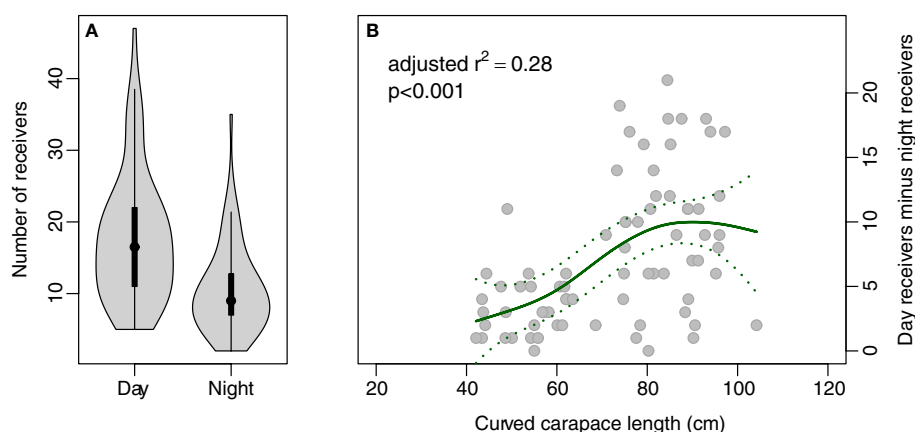 A
Number of receivers
40
30
20
10
Day
Night
B
adjusted r² = 0.28
p<0.001
20
15
10
5
0
Day receivers minus night receivers
20
40
60
80
100
120
Curved carapace length (cm)